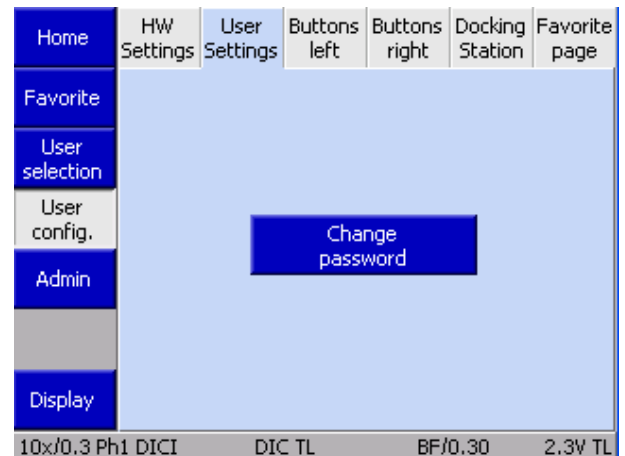 Home
HW
Settings
User
Settings
Buttons
left
Buttons
right
Docking
Station
Favorite
page
Favorite
User
selection
User
config.
Admin
Display
Change
password
10x/0.3 Ph1 DICI DIC TL BF/0.30 2.3V TL